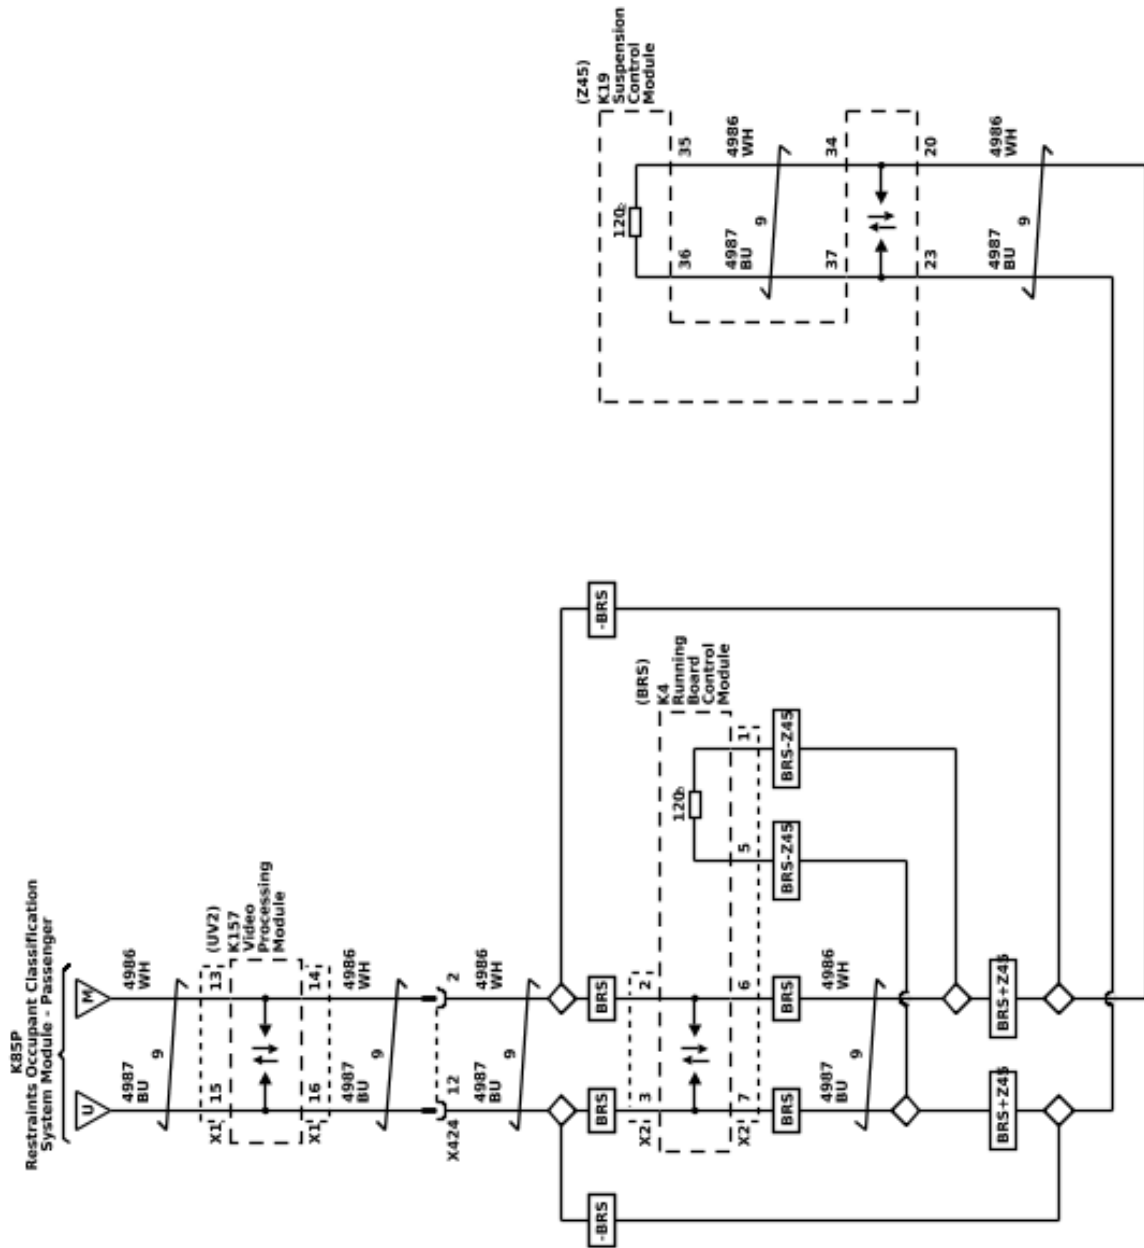 K85P
Restraints Occupant Classification
System Module - Passenger
U
M
4987
BU
4986
WH
9
(UV2)
K157
Video
Processing
Module
X1
15
13
X1
16
14
4987
BU
4986
WH
9
X424
12
2
4987
BU
4986
WH
9
-BRS
BRS
BRS
-BRS
(BRS)
K4
Running
Board
Control
Module
X2
3
2
120
X2
7
6
5
1
BRS
BRS
BRS-Z45
BRS-Z45
4987
BU
4986
WH
9
BRS+Z45
BRS+Z45
(Z45)
K19
Suspension
Control
Module
120
36
35
4987
BU
4986
WH
9
37
34
23
20
4987
BU
4986
WH
9